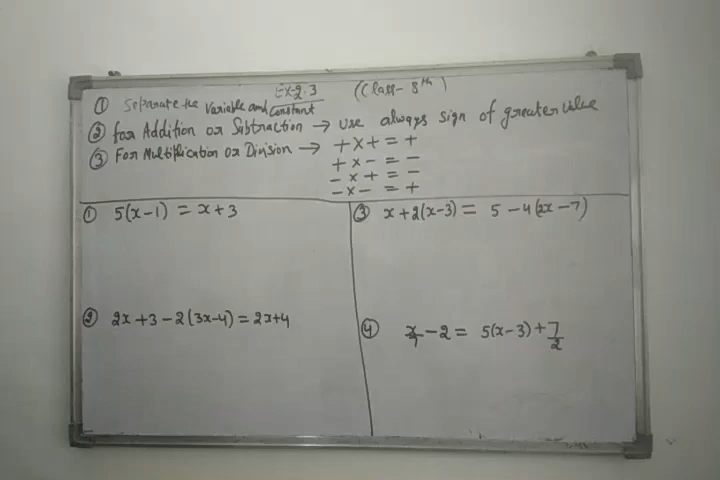 Ex-2.3 (Class-8th)
① Separate the Variable and Constant
② For Addition or Subtraction → use always sign of greater value
③ For Multiplication or Division → + x + = +
+ x - = -
- x + = -
- x - = +
① 5(x-1) = x+3
② 2x+3-2(3x-4) = 2x+4
③ x+2(x-3) = 5-4(2x-7)
④ x/7 - 2 = 5(x-3) + 7/2